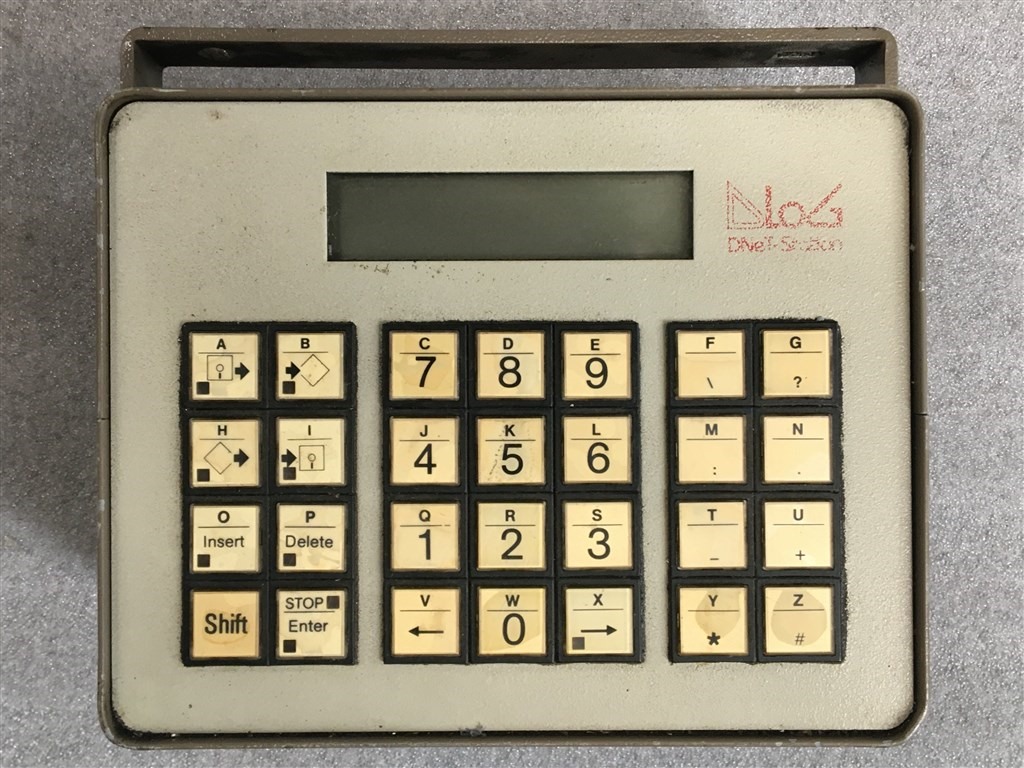 DLoG
DNeT-Station
A B C D E F G
7 8 9 \ ?
H I J K L M N
4 5 6 : .
O P Q R S T U
Insert Delete 1 2 3 _ +
Shift STOP V W X Y Z
Enter ← 0 → * #